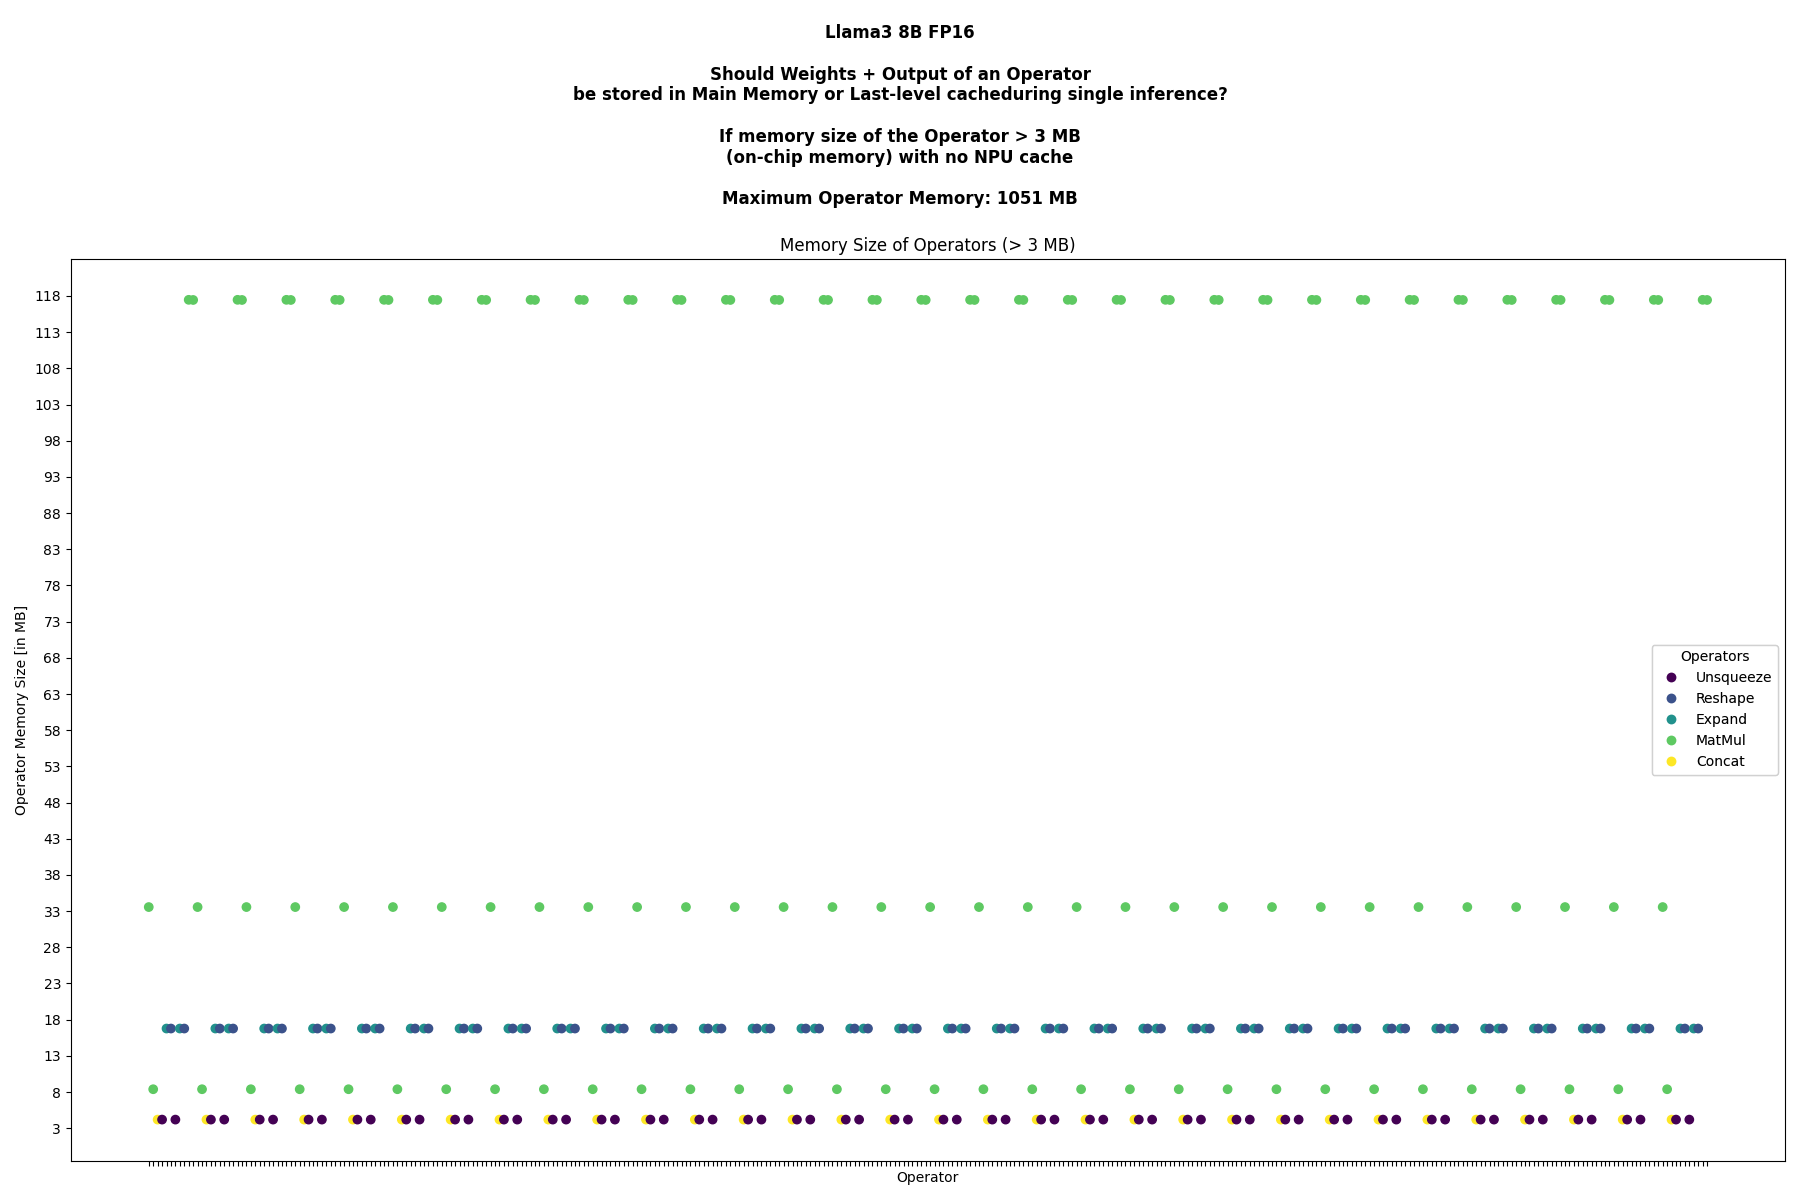 Llama3 8B FP16
Should Weights + Output of an Operator
be stored in Main Memory or Last-level cacheduring single inference?
If memory size of the Operator > 3 MB
(on-chip memory) with no NPU cache
Maximum Operator Memory: 1051 MB
Memory Size of Operators (> 3 MB)
118
113
108
103
98
93
88
83
78
73
68
63
58
53
48
43
38
33
28
23
18
13
8
3
Operator Memory Size [in MB]
Operators
Unsqueeze
Reshape
Expand
MatMul
Concat
Operator